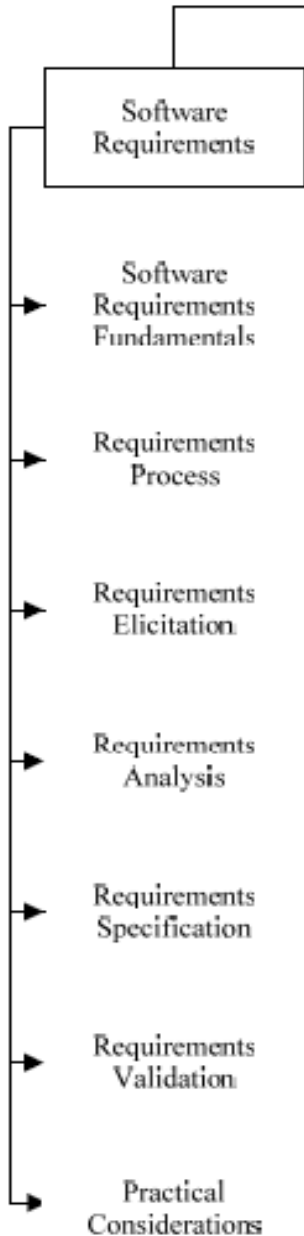 Software
Requirements
Software
Requirements
Fundamentals
Requirements
Process
Requirements
Elicitation
Requirements
Analysis
Requirements
Specification
Requirements
Validation
Practical
Considerations